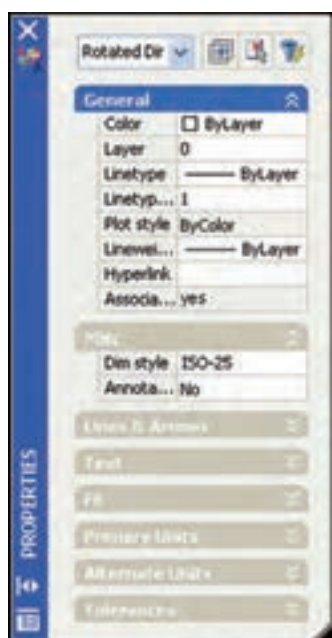 Rotated Dir
General
Color ByLayer
Layer 0
Linetype ByLayer
Linetyp... 1
Plot style ByColor
Linewei... ByLayer
Hyperlink
Associa... yes
Misc
Dim style ISO-25
Annota... No
Lines & Arrows
Text
Fit
Primary Units
Alternate Units
Tolerances
PROPERTIES